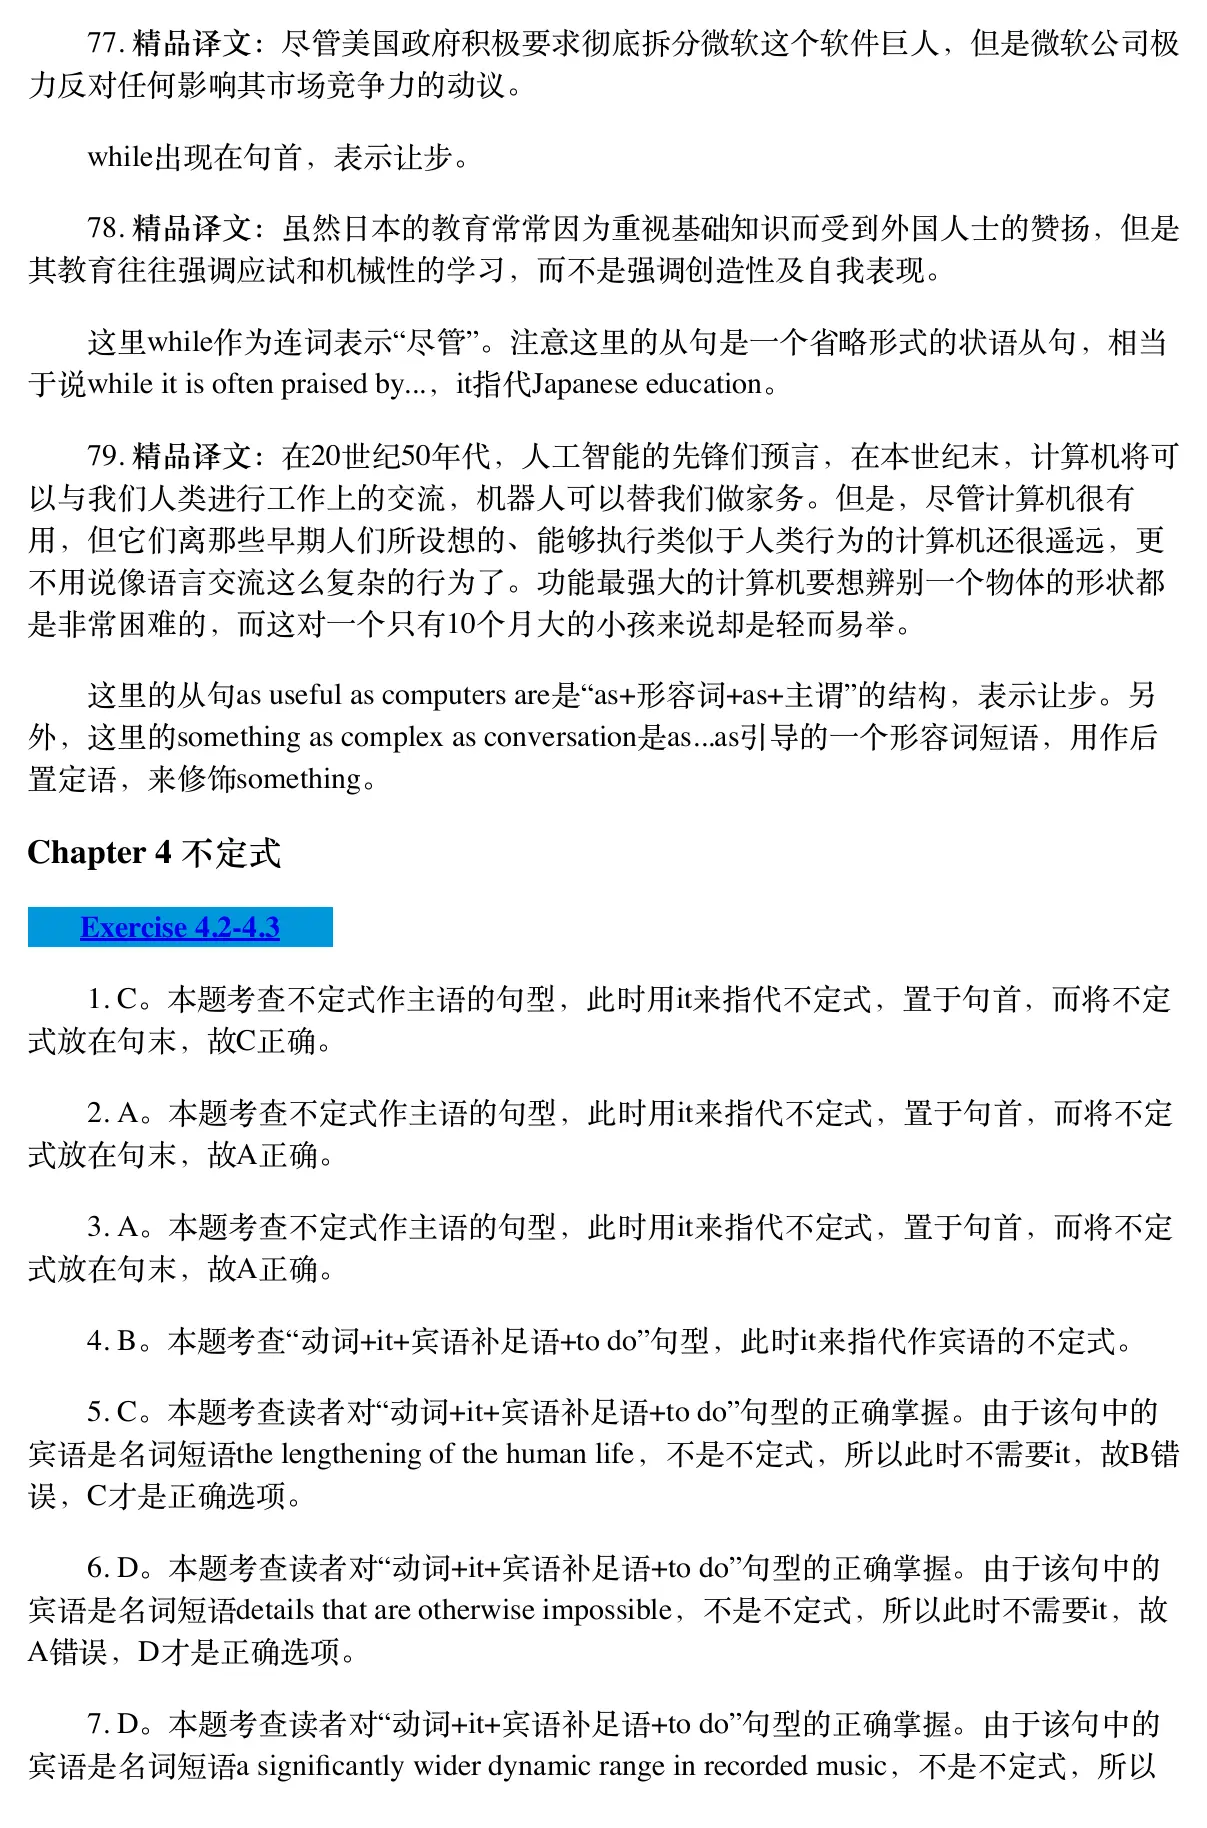 77. 精品译文：尽管美国政府积极要求彻底拆分微软这个软件巨人，但是微软公司极
力反对任何影响其市场竞争力的动议。
while出现在句首，表示让步。
78. 精品译文：虽然日本的教育常常因为重视基础知识而受到外国人士的赞扬，但是
其教育往往强调应试和机械性的学习，而不是强调创造性及自我表现。
这里while作为连词表示“尽管”。注意这里的从句是一个省略形式的状语从句，相当
于说while it is often praised by...，it指代Japanese education。
79. 精品译文：在20世纪50年代，人工智能的先锋们预言，在本世纪末，计算机将可
以与我们人类进行工作上的交流，机器人可以替我们做家务。但是，尽管计算机很有
用，但它们离那些早期人们所设想的、能够执行类似于人类行为的计算机还很遥远，更
不用说像语言交流这么复杂的行为了。功能最强大的计算机要想辨别一个物体的形状都
是非常困难的，而这对一个只有10个月大的小孩来说却是轻而易举。
这里的从句as useful as computers are是“as+形容词+as+主谓”的结构，表示让步。另
外，这里的something as complex as conversation是as...as引导的一个形容词短语，用作后
置定语，来修饰something。
Chapter 4 不定式
Exercise 4.2-4.3
1. C。本题考查不定式作主语的句型，此时用it来指代不定式，置于句首，而将不定
式放在句末，故C正确。
2. A。本题考查不定式作主语的句型，此时用it来指代不定式，置于句首，而将不定
式放在句末，故A正确。
3. A。本题考查不定式作主语的句型，此时用it来指代不定式，置于句首，而将不定
式放在句末，故A正确。
4. B。本题考查“动词+it+宾语补足语+to do”句型，此时it来指代作宾语的不定式。
5. C。本题考查读者对“动词+it+宾语补足语+to do”句型的正确掌握。由于该句中的
宾语是名词短语the lengthening of the human life，不是不定式，所以此时不需要it，故B错
误，C才是正确选项。
6. D。本题考查读者对“动词+it+宾语补足语+to do”句型的正确掌握。由于该句中的
宾语是名词短语details that are otherwise impossible，不是不定式，所以此时不需要it，故
A错误，D才是正确选项。
7. D。本题考查读者对“动词+it+宾语补足语+to do”句型的正确掌握。由于该句中的
宾语是名词短语a significantly wider dynamic range in recorded music，不是不定式，所以